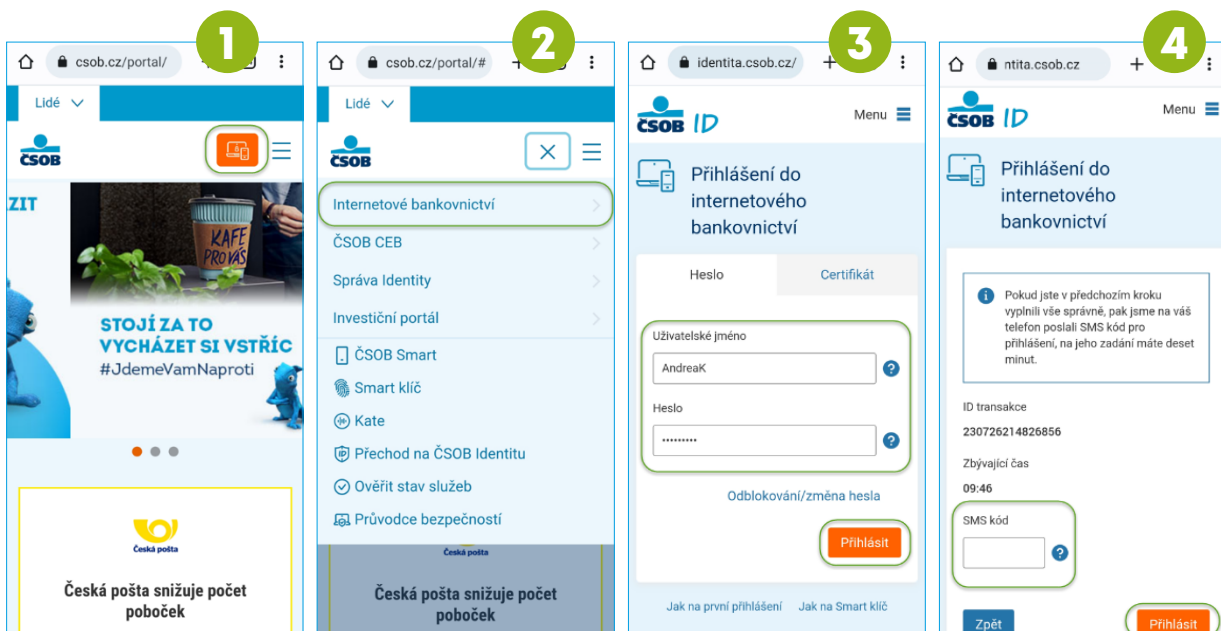 1
csob.cz/portal/
Lidé
ČSOB
ZIT
KAFE
PRO VÁS
STOJÍ ZA TO
VYCHÁZET SI VSTŘÍC
#JdemeVamNaproti
Česká pošta
Česká pošta snižuje počet
poboček
2
csob.cz/portal/#
Lidé
ČSOB
Internetové bankovnictví
ČSOB CEB
Správa Identity
Investiční portál
ČSOB Smart
Smart klíč
Kate
Přechod na ČSOB Identitu
Ověřit stav služeb
Průvodce bezpečností
Česká pošta
Česká pošta snižuje počet
poboček
3
identita.csob.cz/
ČSOB ID
Menu
Přihlášení do
internetového
bankovnictví
Heslo Certifikát
Uživatelské jméno
AndreaK
?
Heslo
•••••••••
?
Odblokování/změna hesla
Přihlásit
Jak na první přihlášení Jak na Smart klíč
4
ntita.csob.cz
ČSOB ID
Menu
Přihlášení do
internetového
bankovnictví
Pokud jste v předchozím kroku
vyplnili vše správně, pak jsme na váš
telefon poslali SMS kód pro
přihlášení, na jeho zadání máte deset
minut.
ID transakce
230726214826856
Zbývající čas
09:46
SMS kód
?
Zpět Přihlásit